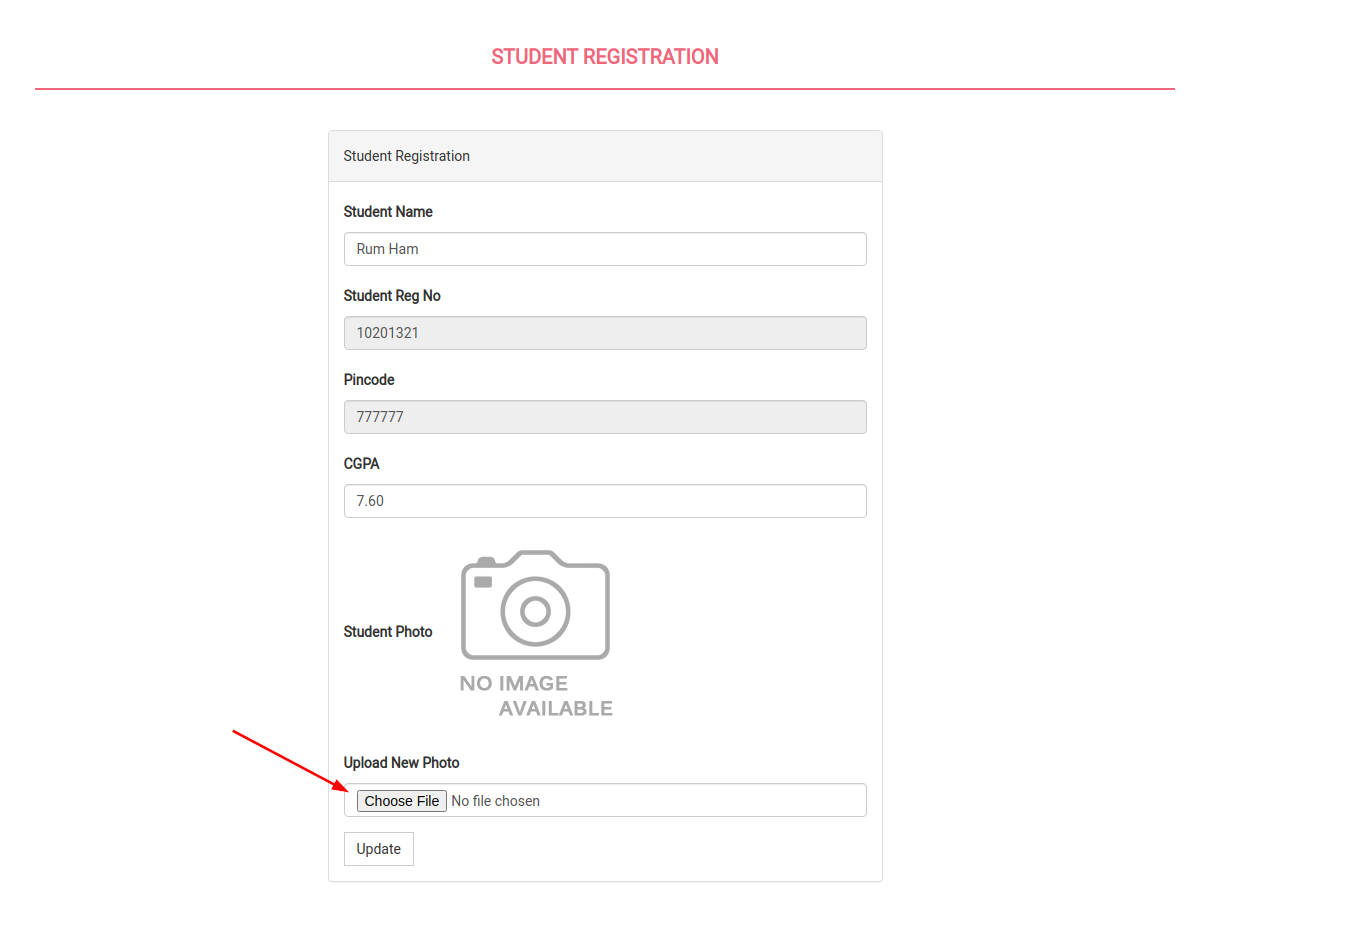 STUDENT REGISTRATION
Student Registration
Student Name
Rum Ham
Student Reg No
10201321
Pincode
777777
CGPA
7.60
Student Photo
NO IMAGE
AVAILABLE
Upload New Photo
Choose File No file chosen
Update